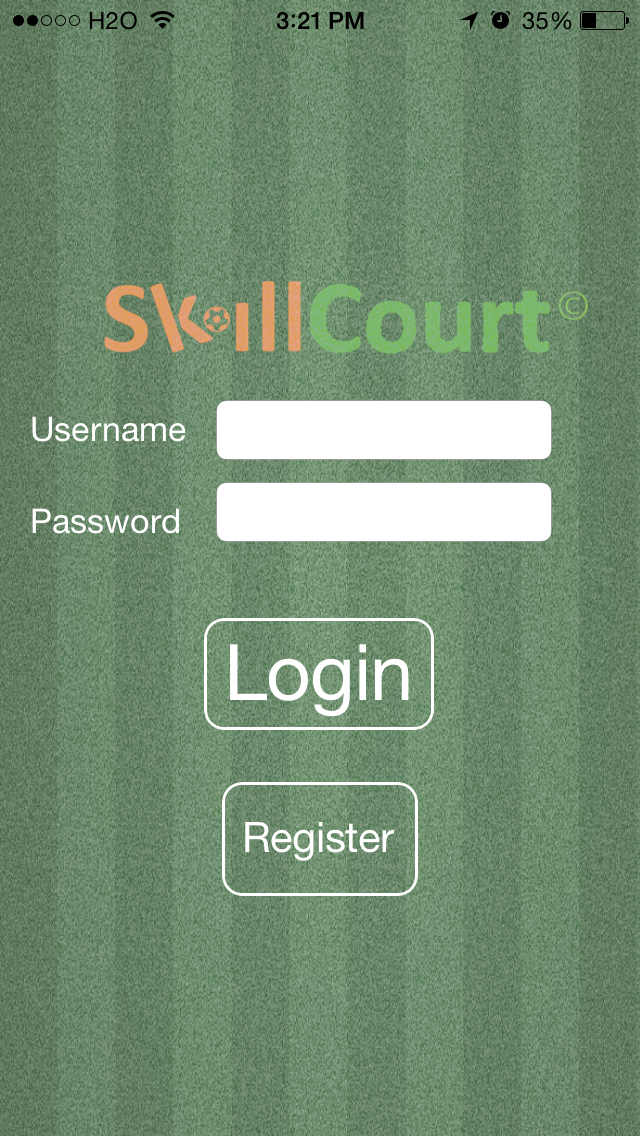 H2O 3:21 PM 35%
SkillCourt©
Username
Password
Login
Register